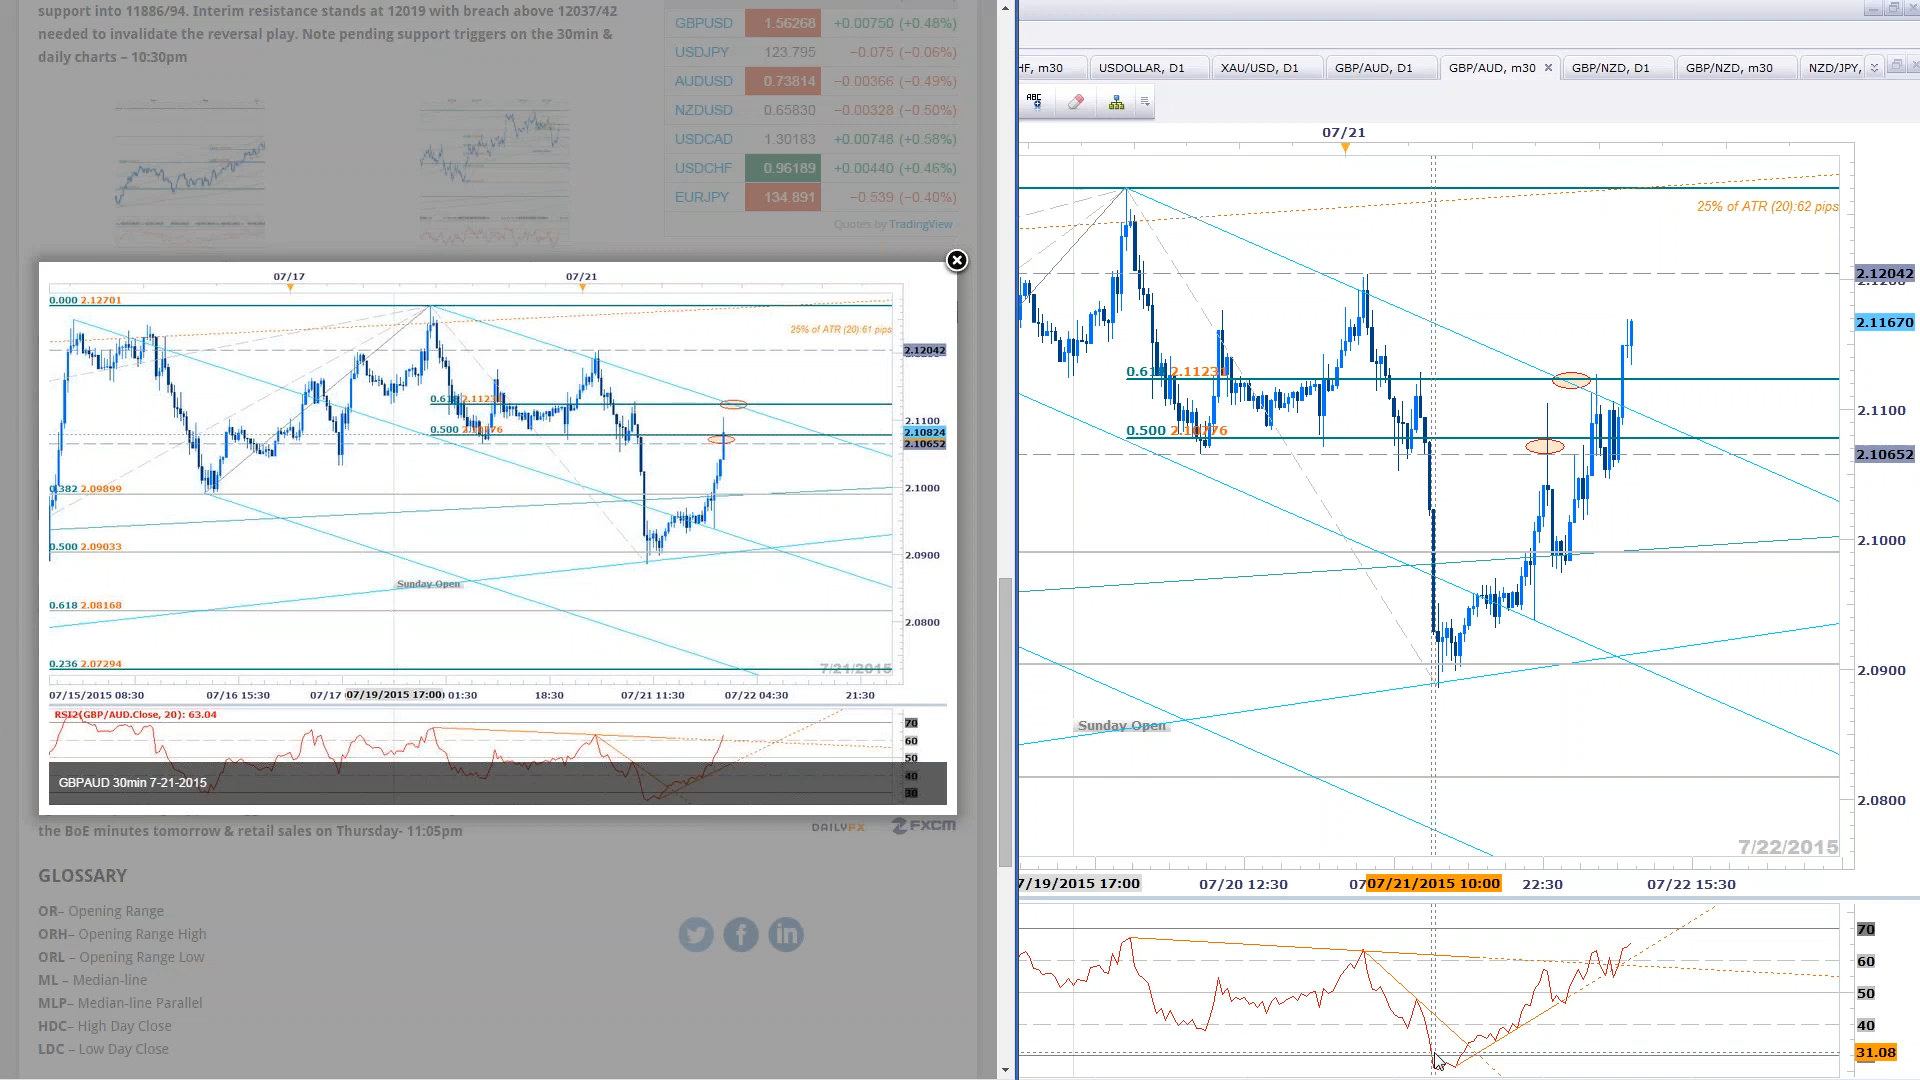 support into 11886/94. Interim resistance stands at 12019 with breach above 12037/42
needed to invalidate the reversal play. Note pending support triggers on the 30min &
daily charts – 10:30pm
GBPUSD 1.56268 +0.00750 (+0.48%)
USDJPY 123.795 −0.075 (−0.06%)
AUDUSD 0.73814 −0.00366 (−0.49%)
NZDUSD 0.65830 −0.00328 (−0.50%)
USDCAD 1.30183 +0.00748 (+0.58%)
USDCHF 0.96189 +0.00440 (+0.46%)
EURJPY 134.891 −0.539 (−0.40%)
Quotes by TradingView
07/17 07/21
0.000 2.12701
25% of ATR (20):61 pips
2.12042
0.618 2.11231
2.1100
0.500 2.10776
2.10824
2.10652
0.382 2.09899
2.1000
0.500 2.09033
2.0900
Sunday Open
0.618 2.08168
2.0800
0.236 2.07294
7/21/2015
07/15/2015 08:30 07/16 15:30 07/17 07/19/2015 17:00 01:30 18:30 07/21 11:30 07/22 04:30 21:30
RSI2(GBP/AUD.Close, 20): 63.04
70
60
50
40
30
GBPAUD 30min 7-21-2015
the BoE minutes tomorrow & retail sales on Thursday- 11:05pm
DAILYFX FXCM
GLOSSARY
OR– Opening Range
ORH– Opening Range High
ORL – Opening Range Low
ML – Median-line
MLP– Median-line Parallel
HDC– High Day Close
LDC – Low Day Close
HF, m30 USDOLLAR, D1 XAU/USD, D1 GBP/AUD, D1 GBP/AUD, m30 GBP/NZD, D1 GBP/NZD, m30 NZD/JPY,
ABC
07/21
25% of ATR (20):62 pips
2.12042
2.11670
0.618 2.11231
2.1100
0.500 2.10776
2.10652
2.1000
2.0900
Sunday Open
2.0800
7/22/2015
7/19/2015 17:00 07/20 12:30 07/21/2015 10:00 22:30 07/22 15:30
70
60
50
40
31.08